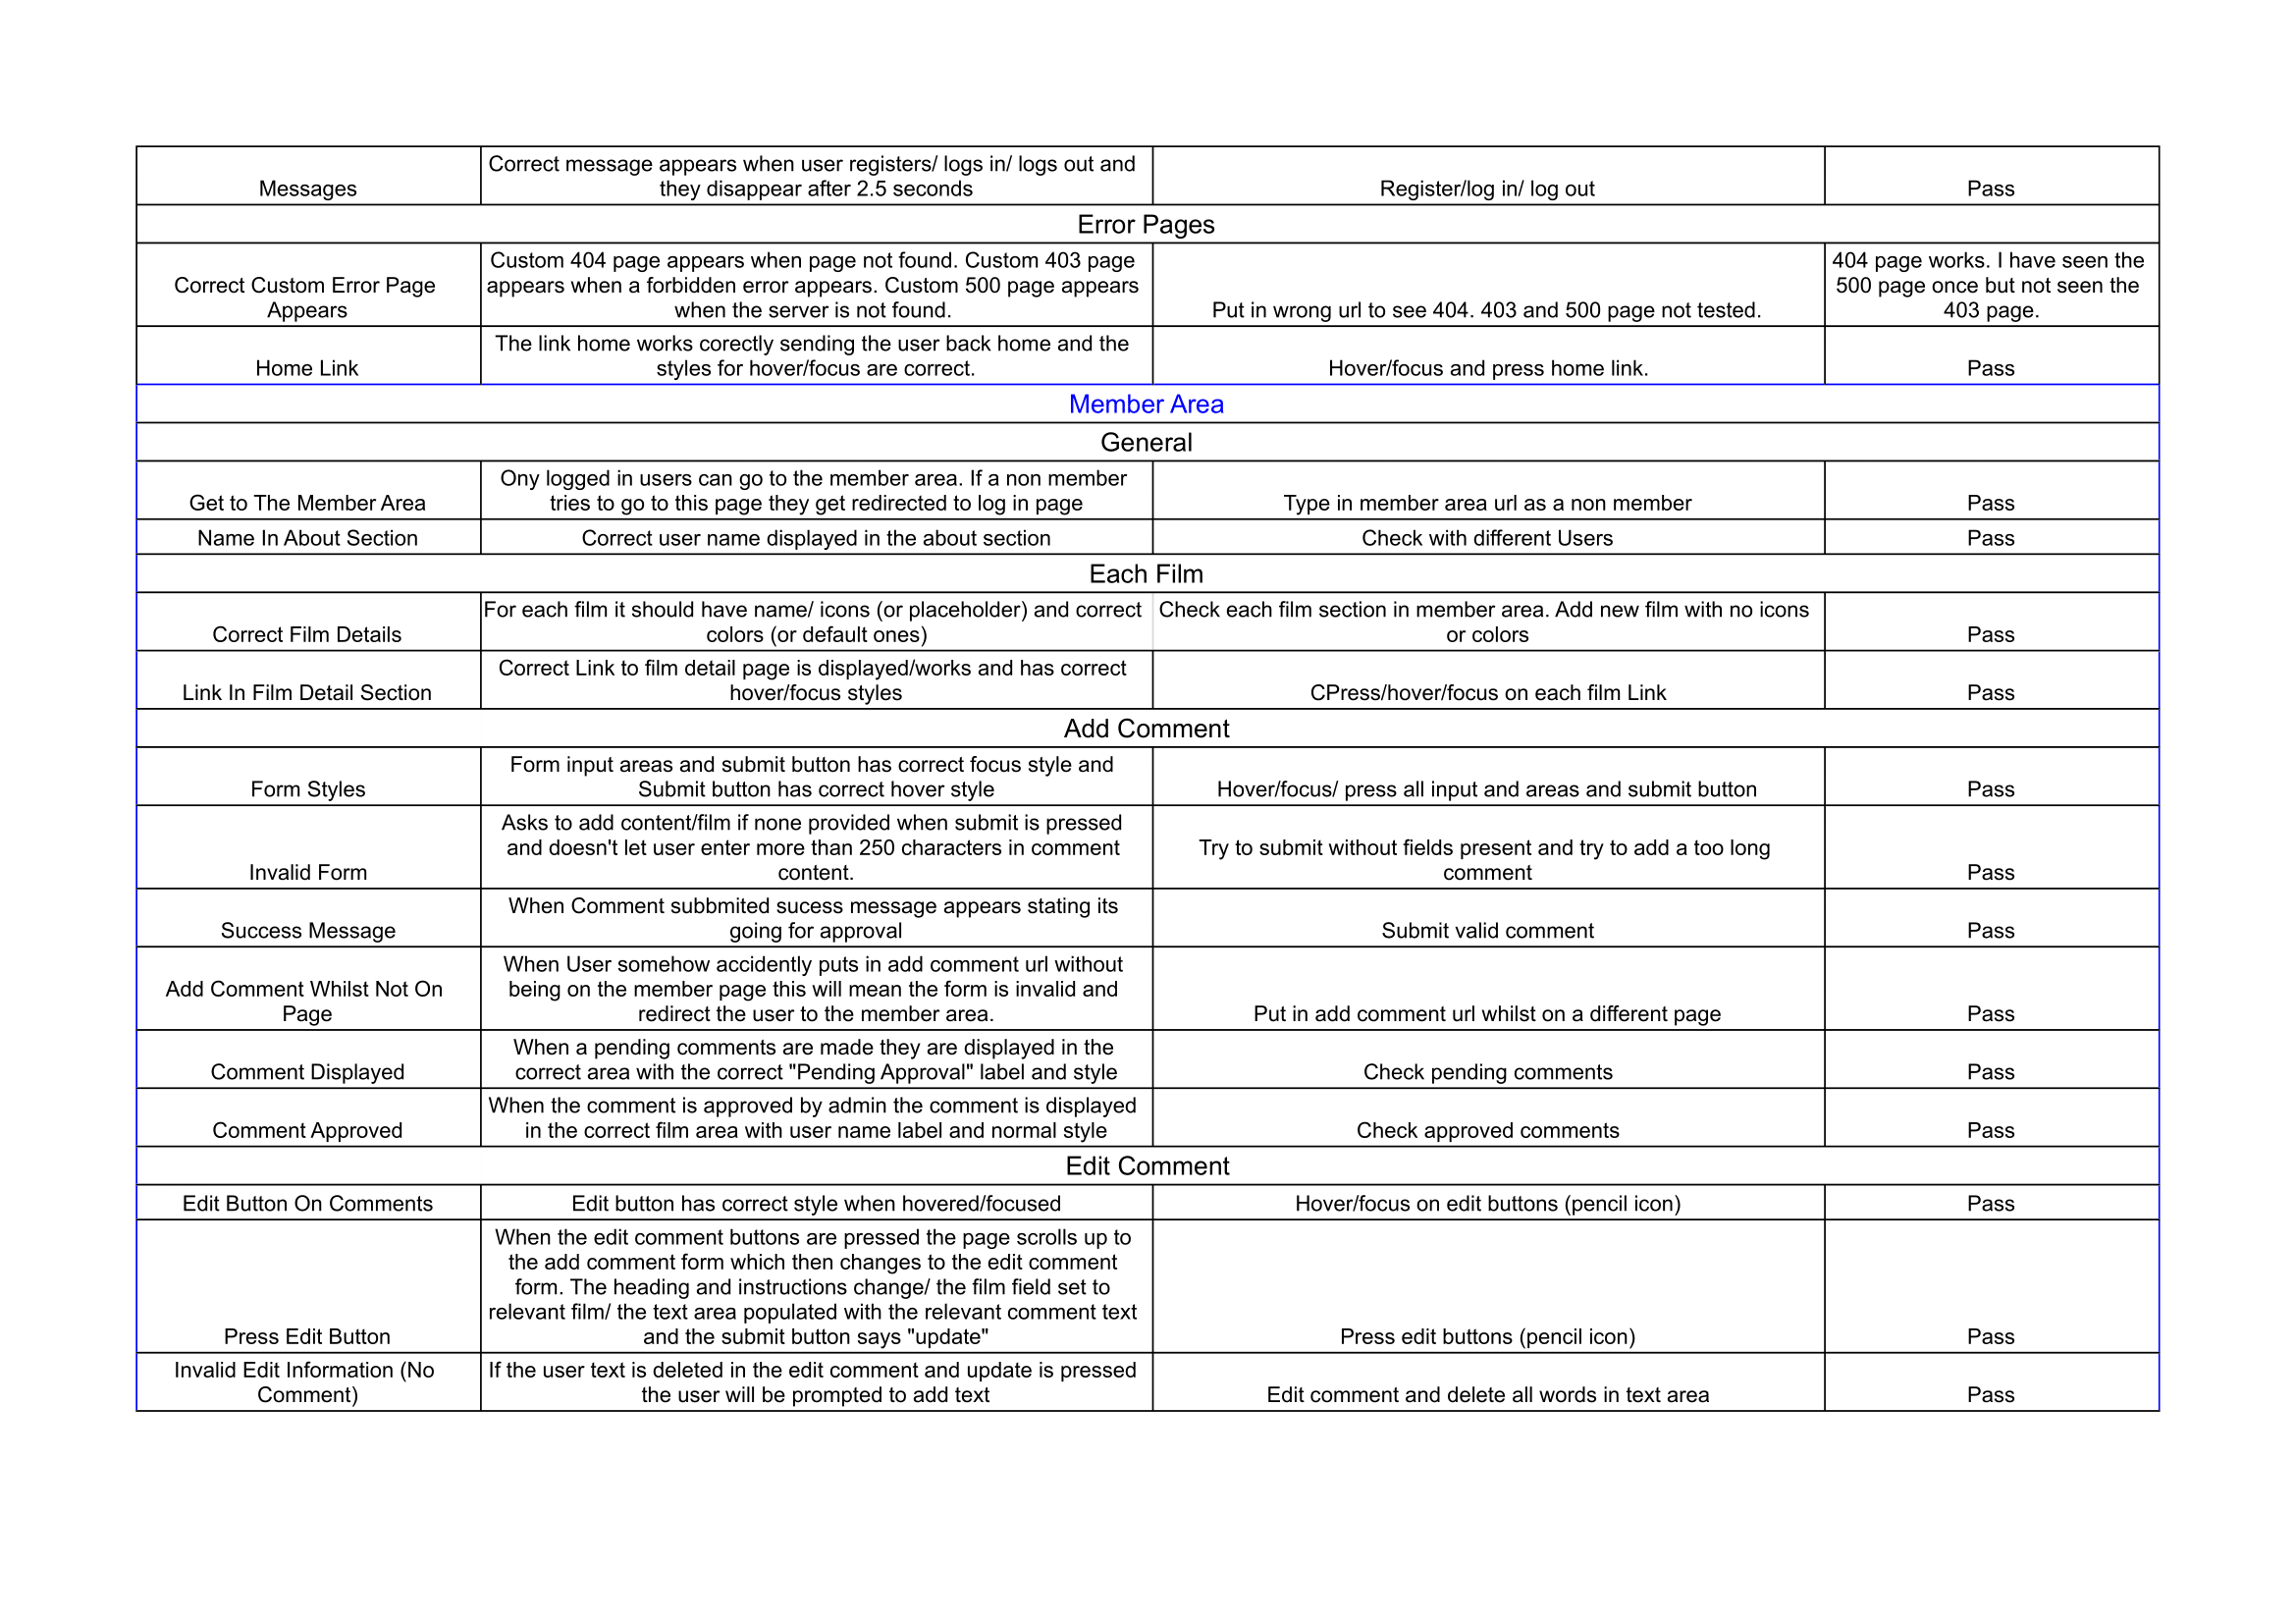 Messages
Correct message appears when user registers/ logs in/ logs out and
they disappear after 2.5 seconds
Register/log in/ log out
Pass
Error Pages
Correct Custom Error Page
Appears
Custom 404 page appears when page not found. Custom 403 page
appears when a forbidden error appears. Custom 500 page appears
when the server is not found.
Put in wrong url to see 404. 403 and 500 page not tested.
404 page works. I have seen the
500 page once but not seen the
403 page.
Home Link
The link home works corectly sending the user back home and the
styles for hover/focus are correct.
Hover/focus and press home link.
Pass
Member Area
General
Get to The Member Area
Ony logged in users can go to the member area. If a non member
tries to go to this page they get redirected to log in page
Type in member area url as a non member
Pass
Name In About Section
Correct user name displayed in the about section
Check with different Users
Pass
Each Film
Correct Film Details
For each film it should have name/ icons (or placeholder) and correct
colors (or default ones)
Check each film section in member area. Add new film with no icons
or colors
Pass
Link In Film Detail Section
Correct Link to film detail page is displayed/works and has correct
hover/focus styles
CPress/hover/focus on each film Link
Pass
Add Comment
Form Styles
Form input areas and submit button has correct focus style and
Submit button has correct hover style
Hover/focus/ press all input and areas and submit button
Pass
Invalid Form
Asks to add content/film if none provided when submit is pressed
and doesn't let user enter more than 250 characters in comment
content.
Try to submit without fields present and try to add a too long
comment
Pass
Success Message
When Comment subbmited sucess message appears stating its
going for approval
Submit valid comment
Pass
Add Comment Whilst Not On
Page
When User somehow accidently puts in add comment url without
being on the member page this will mean the form is invalid and
redirect the user to the member area.
Put in add comment url whilst on a different page
Pass
Comment Displayed
When a pending comments are made they are displayed in the
correct area with the correct "Pending Approval" label and style
Check pending comments
Pass
Comment Approved
When the comment is approved by admin the comment is displayed
in the correct film area with user name label and normal style
Check approved comments
Pass
Edit Comment
Edit Button On Comments
Edit button has correct style when hovered/focused
Hover/focus on edit buttons (pencil icon)
Pass
Press Edit Button
When the edit comment buttons are pressed the page scrolls up to
the add comment form which then changes to the edit comment
form. The heading and instructions change/ the film field set to
relevant film/ the text area populated with the relevant comment text
and the submit button says "update"
Press edit buttons (pencil icon)
Pass
Invalid Edit Information (No
Comment)
If the user text is deleted in the edit comment and update is pressed
the user will be prompted to add text
Edit comment and delete all words in text area
Pass